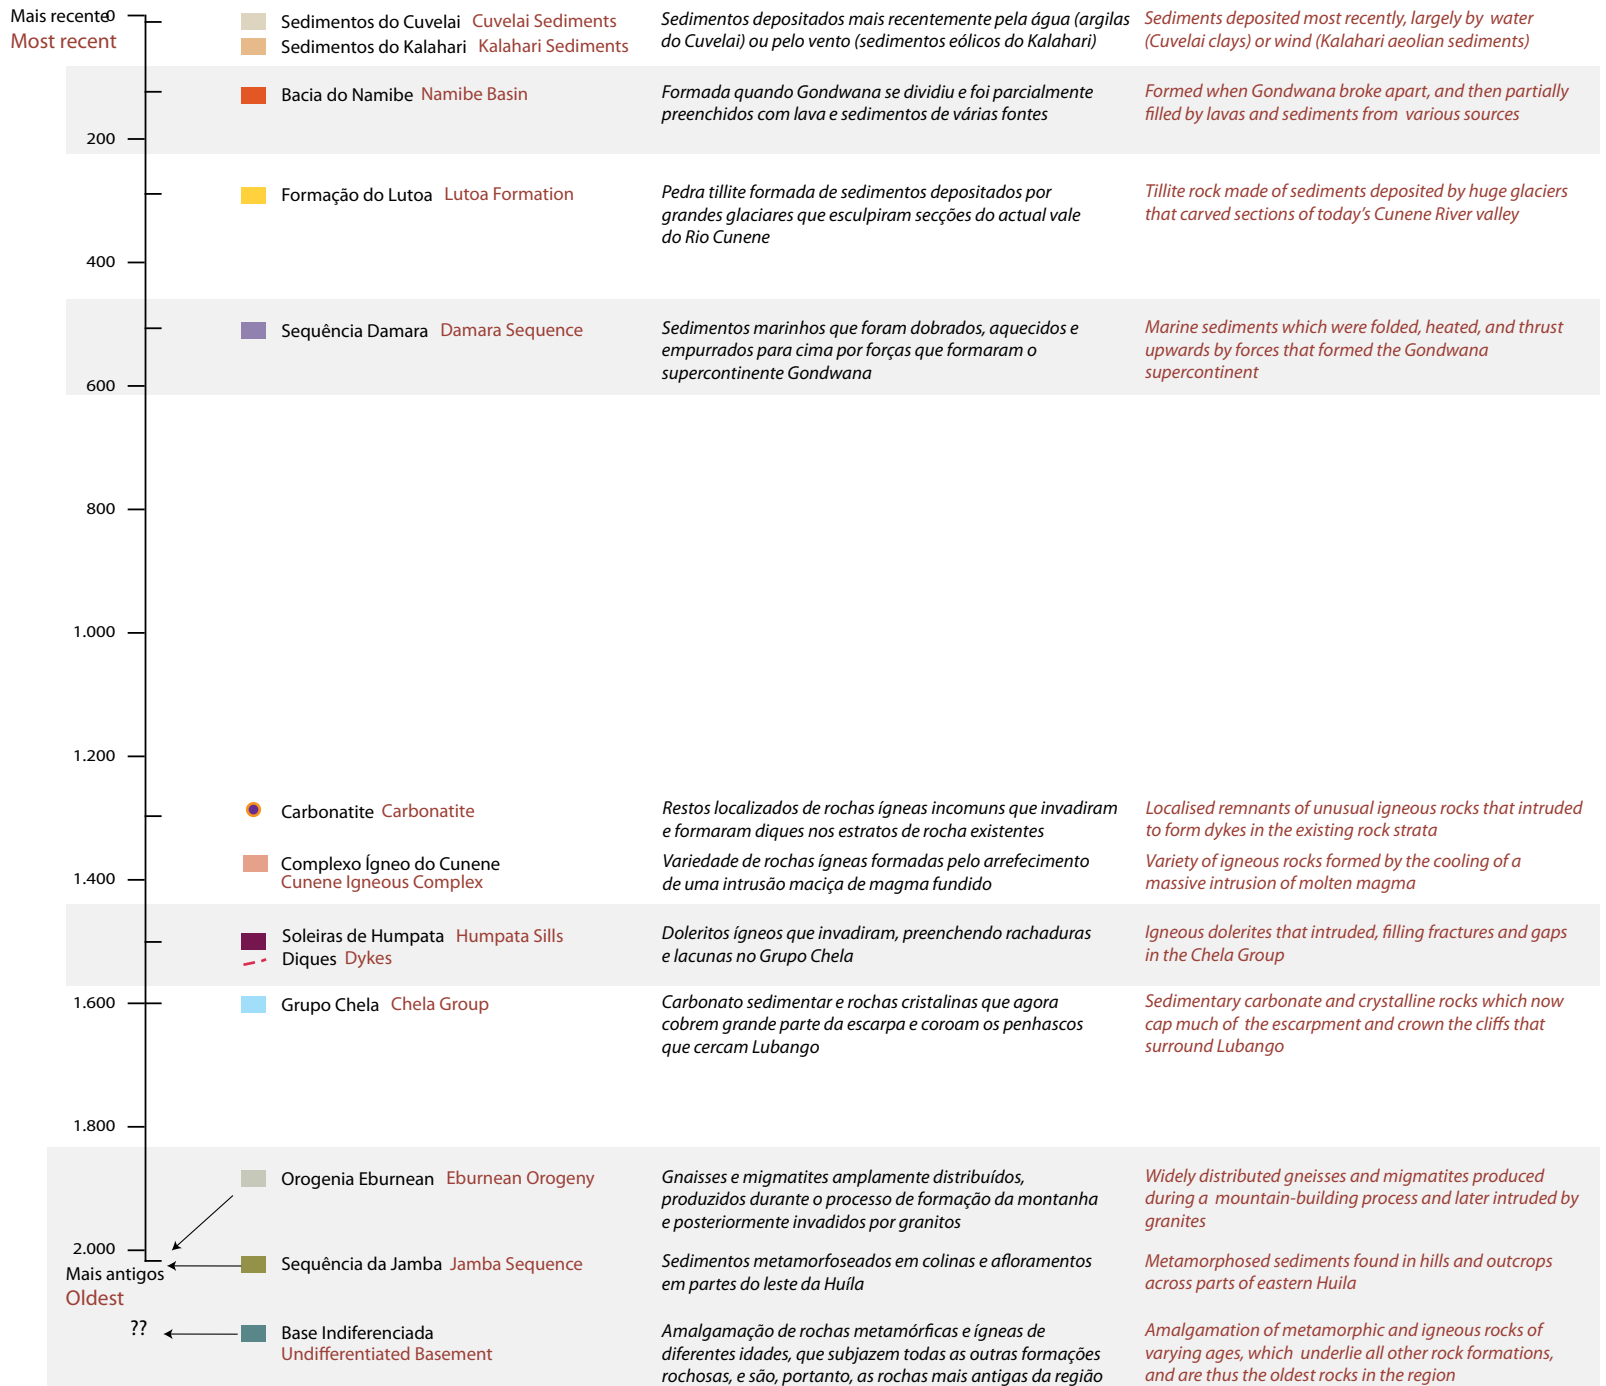 Mais recente 0
Most recent
Sedimentos do Cuvelai Cuvelai Sediments
Sedimentos do Kalahari Kalahari Sediments
Sedimentos depositados mais recentemente pela água (argilas
do Cuvelai) ou pelo vento (sedimentos eólicos do Kalahari)
Sediments deposited most recently, largely by water
(Cuvelai clays) or wind (Kalahari aeolian sediments)
Bacia do Namibe Namibe Basin
Formada quando Gondwana se dividiu e foi parcialmente
preenchidos com lava e sedimentos de várias fontes
Formed when Gondwana broke apart, and then partially
filled by lavas and sediments from various sources
200
Formação do Lutoa Lutoa Formation
Pedra tillite formada de sedimentos depositados por
grandes glaciares que esculpiram secções do actual vale
do Rio Cunene
Tillite rock made of sediments deposited by huge glaciers
that carved sections of today's Cunene River valley
400
Sequência Damara Damara Sequence
Sedimentos marinhos que foram dobrados, aquecidos e
empurrados para cima por forças que formaram o
supercontinente Gondwana
Marine sediments which were folded, heated, and thrust
upwards by forces that formed the Gondwana
supercontinent
600
800
1.000
1.200
Carbonatite Carbonatite
Restos localizados de rochas ígneas incomuns que invadiram
e formaram diques nos estratos de rocha existentes
Localised remnants of unusual igneous rocks that intruded
to form dykes in the existing rock strata
Complexo Ígneo do Cunene
Cunene Igneous Complex
Variedade de rochas ígneas formadas pelo arrefecimento
de uma intrusão maciça de magma fundido
Variety of igneous rocks formed by the cooling of a
massive intrusion of molten magma
1.400
Soleiras de Humpata Humpata Sills
Diques Dykes
Doleritos ígneos que invadiram, preenchendo rachaduras
e lacunas no Grupo Chela
Igneous dolerites that intruded, filling fractures and gaps
in the Chela Group
1.600
Grupo Chela Chela Group
Carbonato sedimentar e rochas cristalinas que agora
cobrem grande parte da escarpa e coroam os penhascos
que cercam Lubango
Sedimentary carbonate and crystalline rocks which now
cap much of the escarpment and crown the cliffs that
surround Lubango
1.800
Orogenia Eburnean Eburnean Orogeny
Gnaisses e migmatites amplamente distribuídos,
produzidos durante o processo de formação da montanha
e posteriormente invadidos por granitos
Widely distributed gneisses and migmatites produced
during a mountain-building process and later intruded by
granites
2.000
Mais antigos
Oldest
Sequência da Jamba Jamba Sequence
Sedimentos metamorfoseados em colinas e afloramentos
em partes do leste da Huíla
Metamorphosed sediments found in hills and outcrops
across parts of eastern Huila
??
Base Indiferenciada
Undifferentiated Basement
Amalgamação de rochas metamórficas e ígneas de
diferentes idades, que subjazem todas as outras formações
rochosas, e são, portanto, as rochas mais antigas da região
Amalgamation of metamorphic and igneous rocks of
varying ages, which underlie all other rock formations,
and are thus the oldest rocks in the region